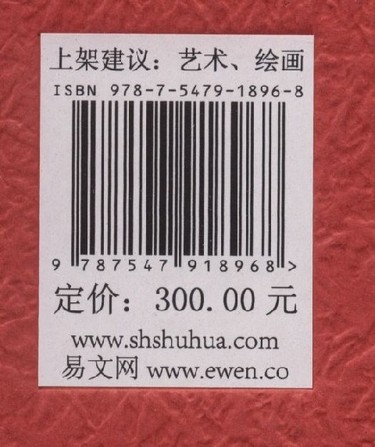 上架建议：艺术、绘画
ISBN 978-7-5479-1896-8
9 787547 918968 >
定价：300.00 元
www.shshuhua.com
易文网 www.ewen.co